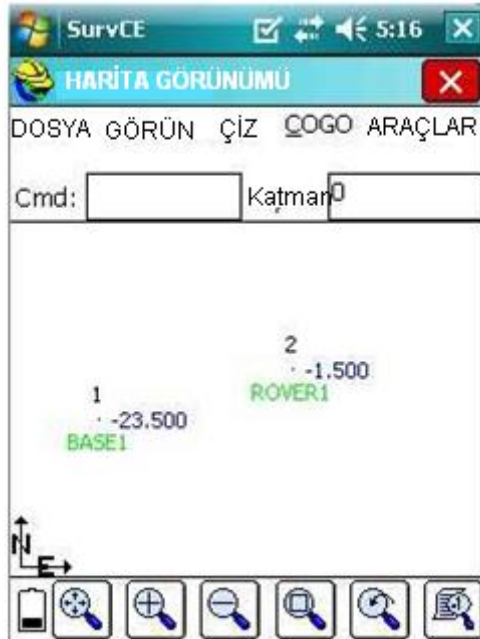 SurvCE 5:16
HARİTA GÖRÜNÜMÜ
DOSYA GÖRÜN ÇİZ COGO ARAÇLAR
Cmd: Katman 0
2
-1.500
ROVER1
1
-23.500
BASE1
N
E